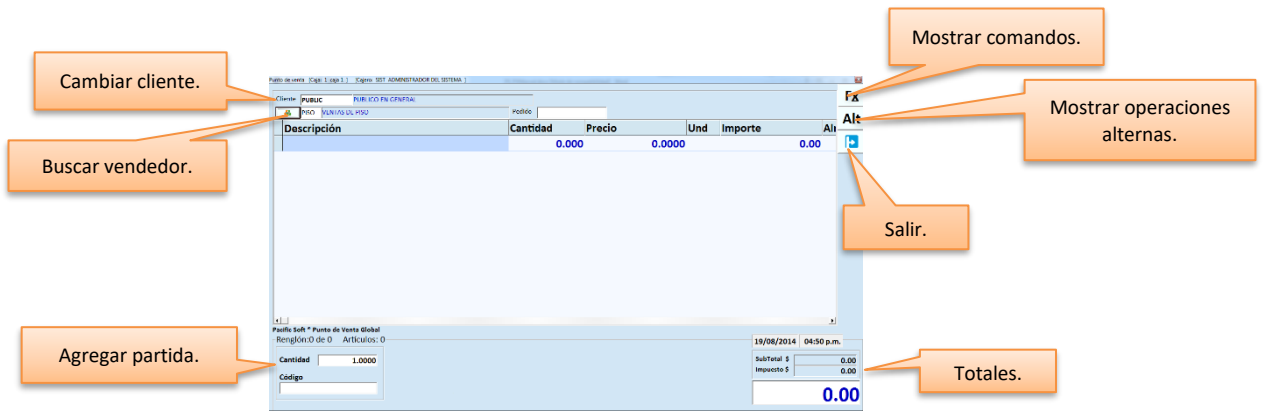 Mostrar comandos.
Cambiar cliente.
Punto de venta [Caja: 1 caja 1 ] [Cajero: SIST ADMINISTRADOR DEL SISTEMA ]
Cliente PUBLIC PUBLICO EN GENERAL
Fx
PISO VENTAS DE PISO Pedido
Mostrar operaciones
alternas.
Alt
Descripción Cantidad Precio Und Importe Alm
0.000 0.0000 0.00
Buscar vendedor.
Salir.
Pacific Soft * Punto de Venta Global
Renglón:0 de 0 Artículos: 0
19/08/2014 04:50 p.m.
Agregar partida.
Cantidad 1.0000
Código
SubTotal $ 0.00
Impuesto $ 0.00
Totales.
0.00